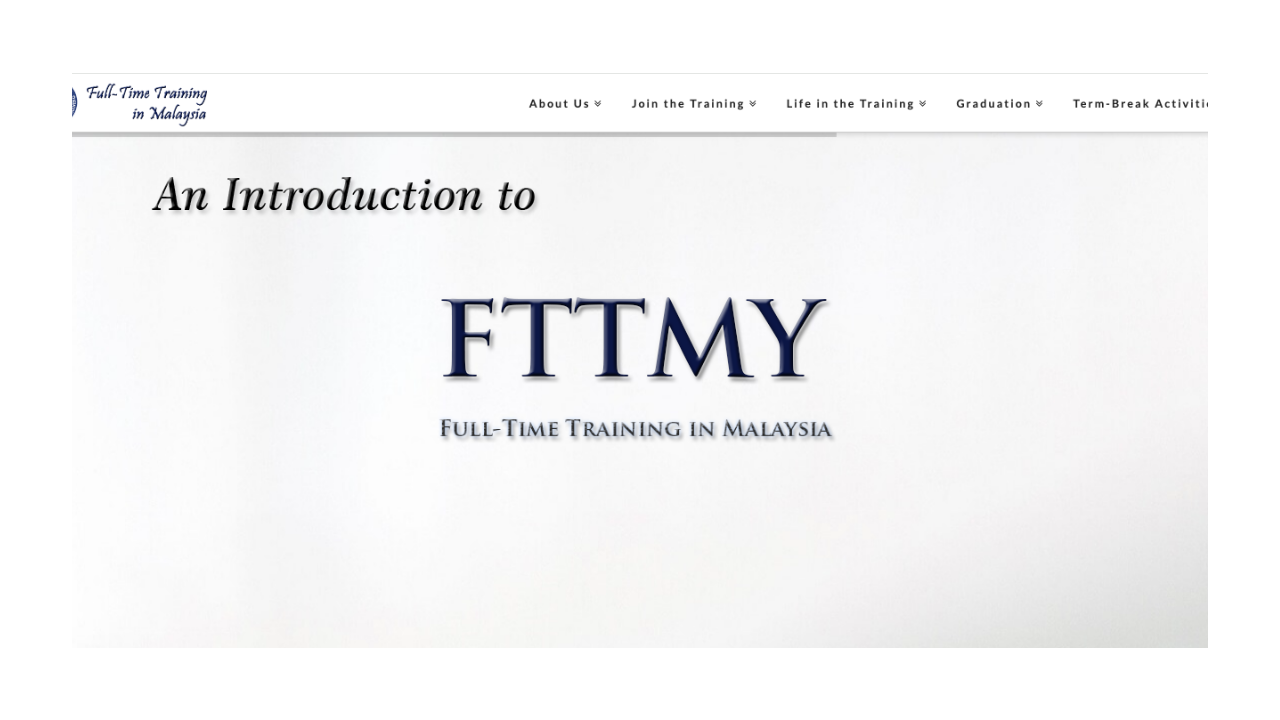 Full-Time Training
in Malaysia
About Us Join the Training Life in the Training Graduation Term-Break
An Introduction to
FTTMY
Full-Time Training in Malaysia